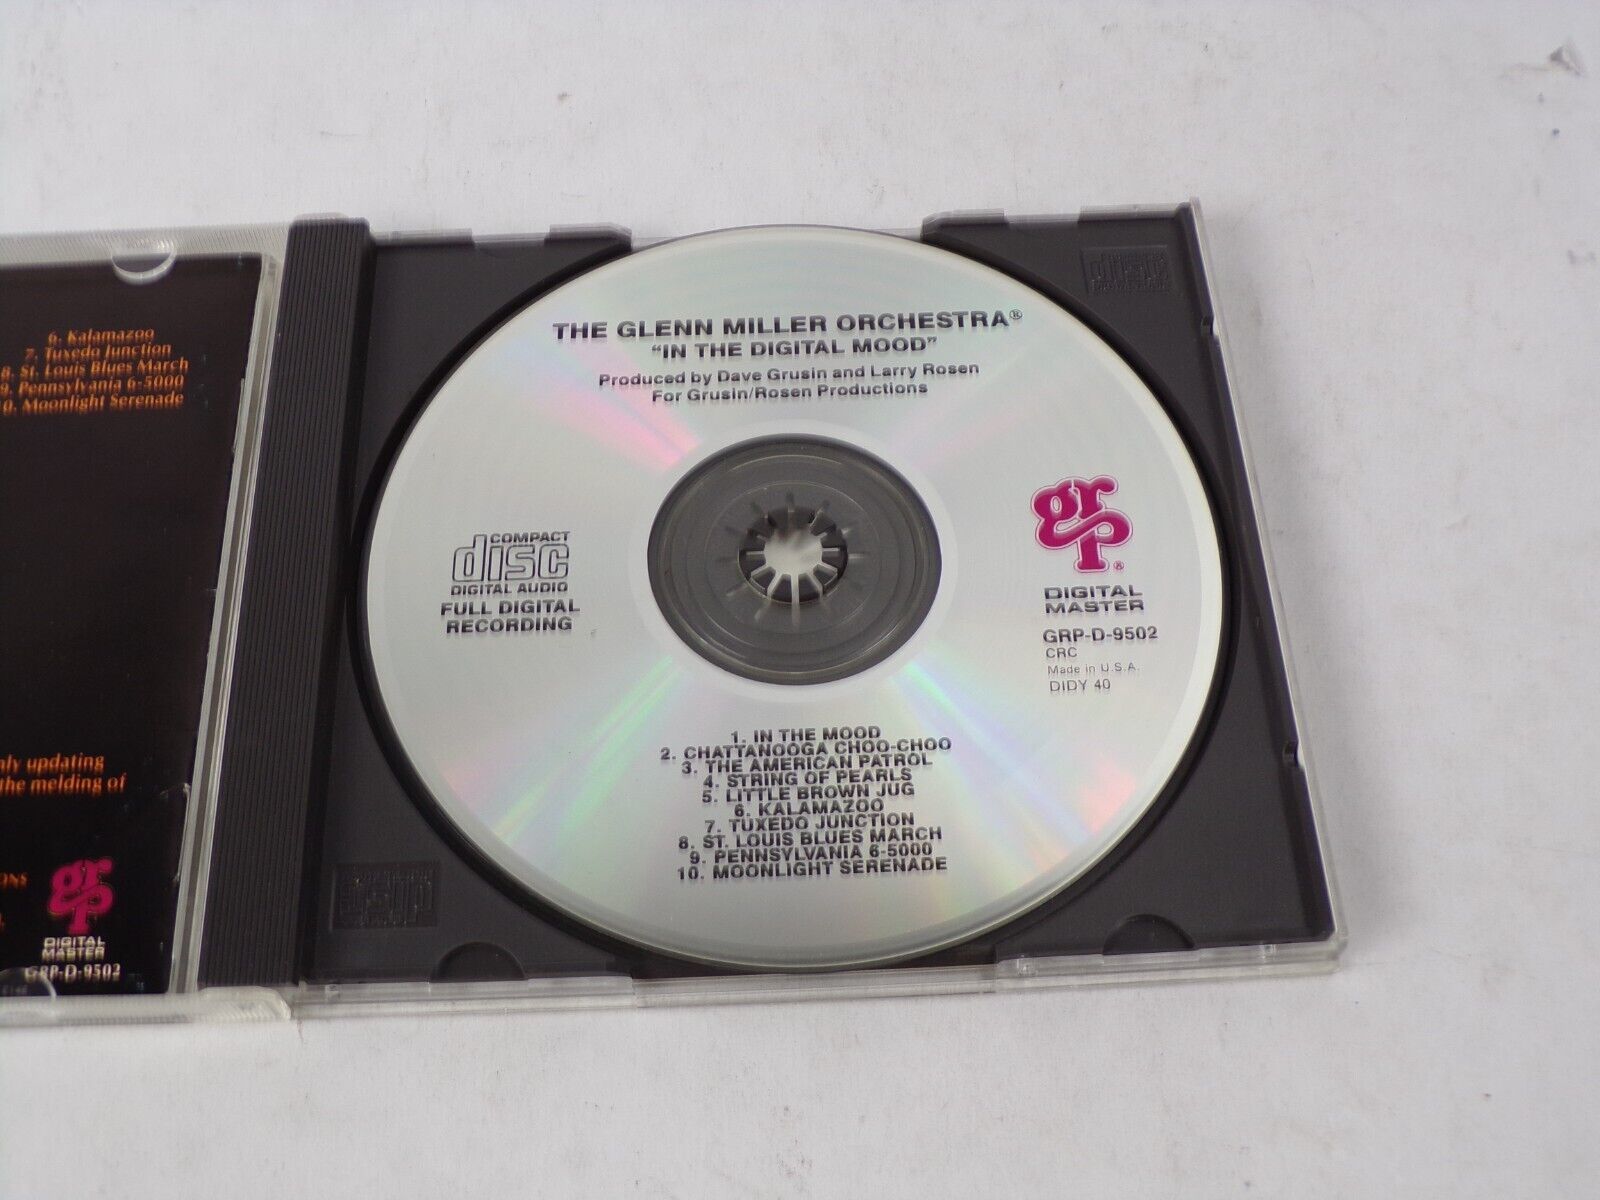 6. Kalamazoo
7. Tuxedo Junction
8. St. Louis Blues March
9. Pennsylvania 6-5000
0. Moonlight Serenade
nly updating
the melding of
ONS
grp
DIGITAL
MASTER
GRP-D-9502
THE GLENN MILLER ORCHESTRA®
"IN THE DIGITAL MOOD"
Produced by Dave Grusin and Larry Rosen
For Grusin/Rosen Productions
COMPACT
disc
DIGITAL AUDIO
FULL DIGITAL
RECORDING
grp®
DIGITAL
MASTER
GRP-D-9502
CRC
Made in U.S.A.
DIDY 40
1. IN THE MOOD
2. CHATTANOOGA CHOO-CHOO
3. THE AMERICAN PATROL
4. STRING OF PEARLS
5. LITTLE BROWN JUG
6. KALAMAZOO
7. TUXEDO JUNCTION
8. ST. LOUIS BLUES MARCH
9. PENNSYLVANIA 6-5000
10. MOONLIGHT SERENADE